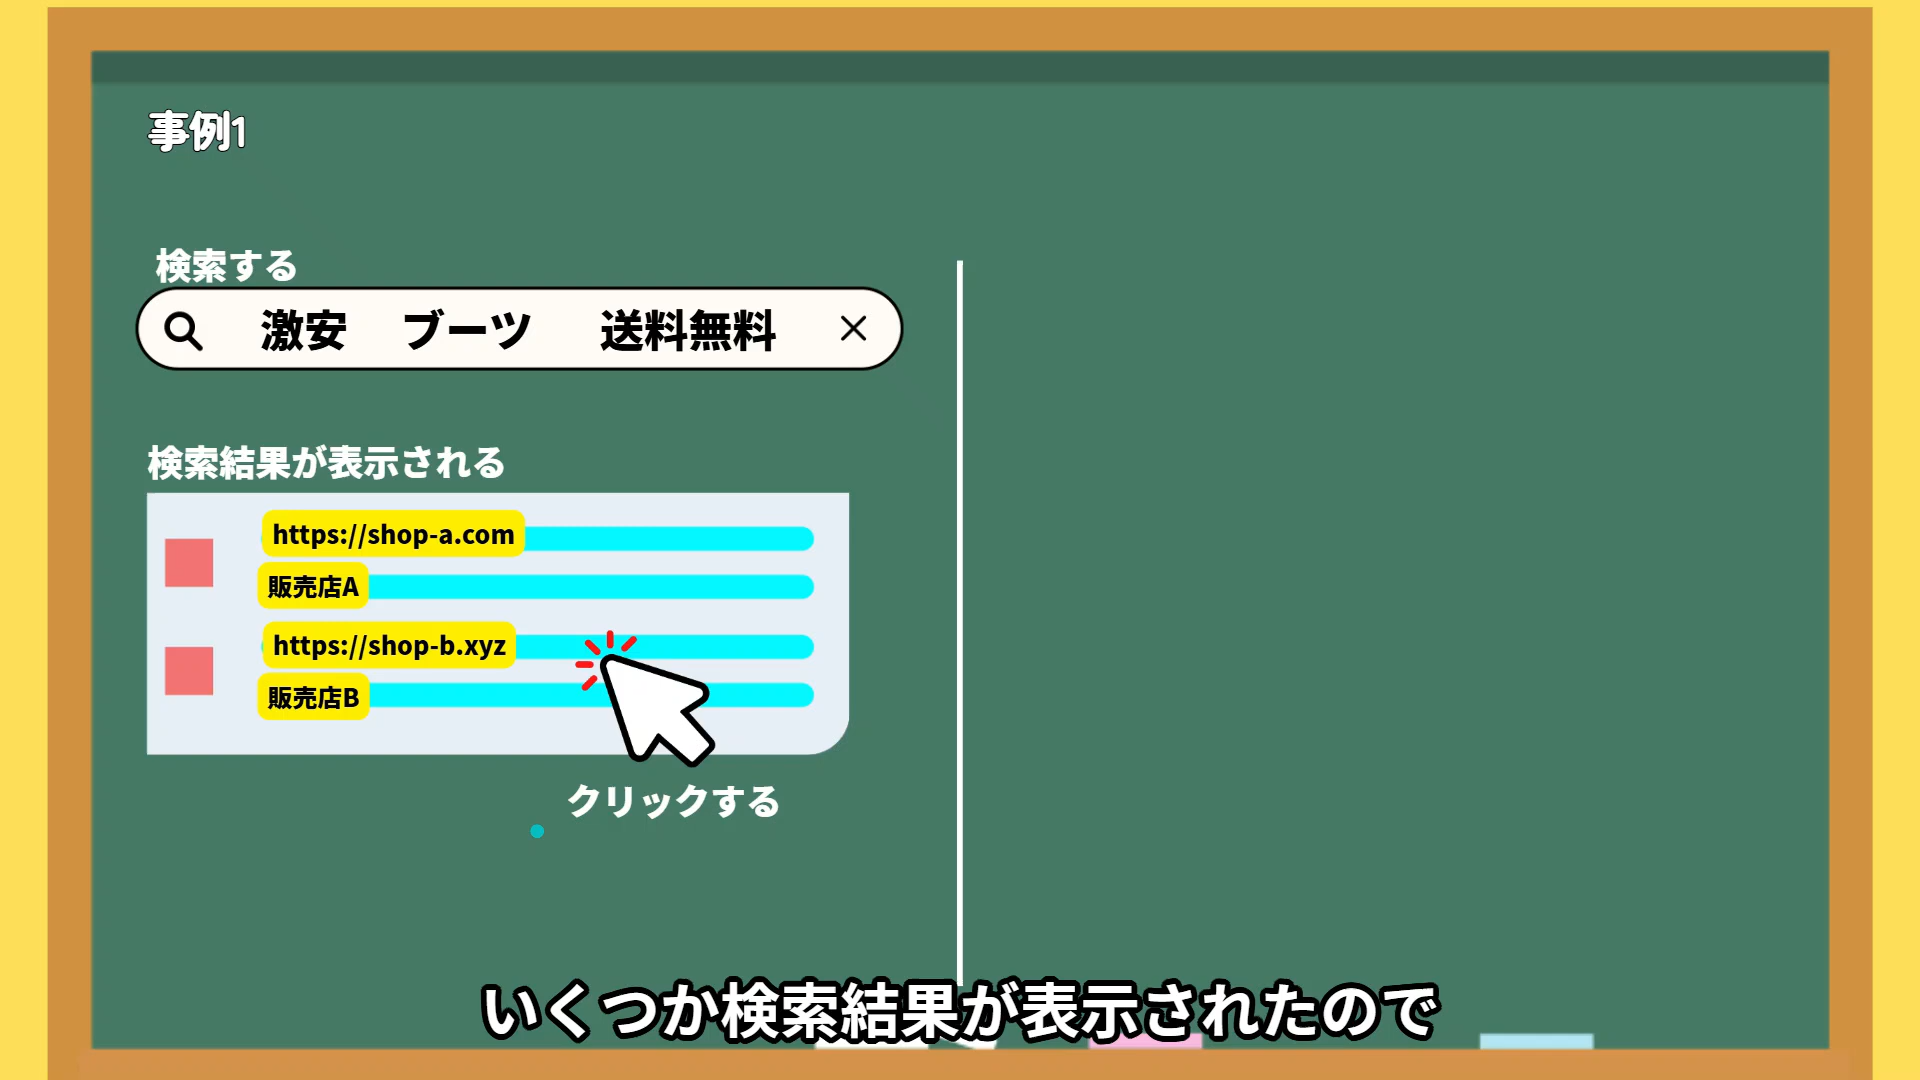 事例1
検索する
激安 ブーツ 送料無料
検索結果が表示される
https://shop-a.com
販売店A
https://shop-b.xyz
販売店B
クリックする
いくつか検索結果が表示されたので